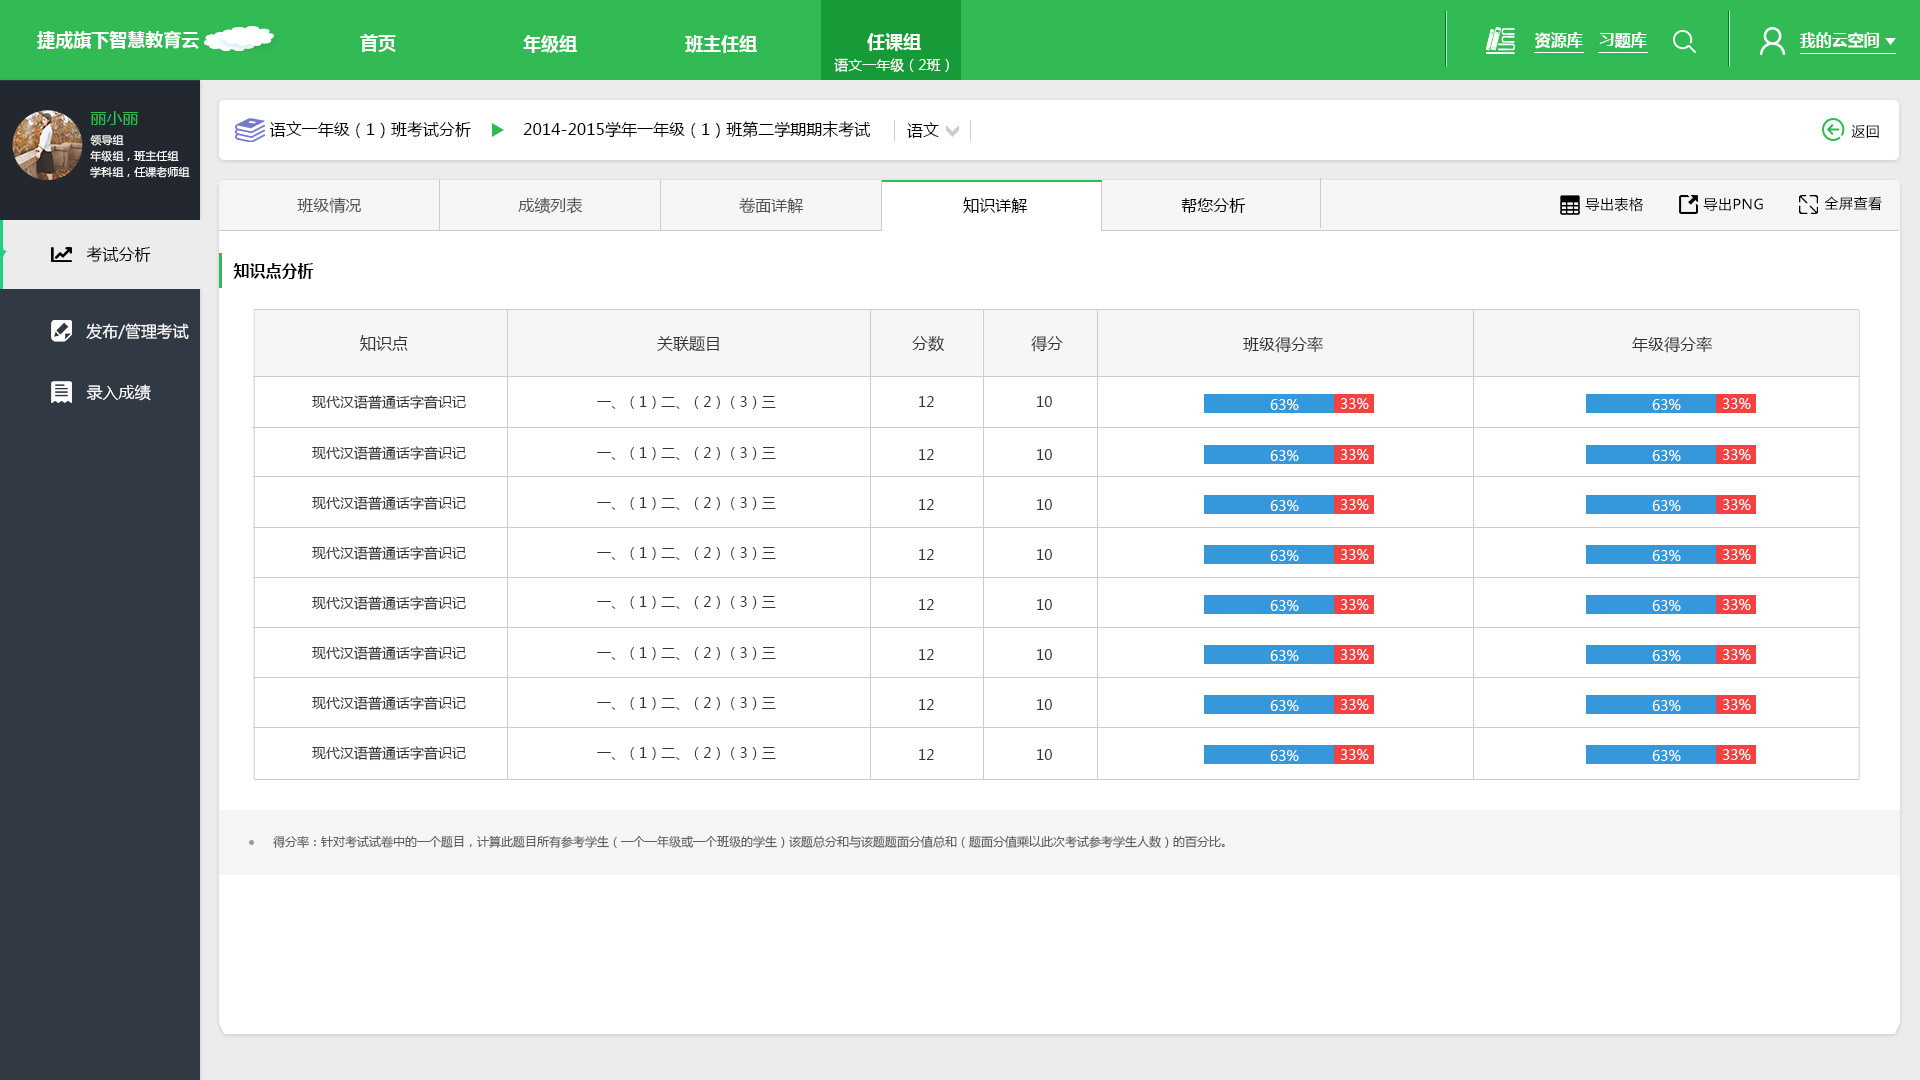 捷成旗下智慧教育云 首页 年级组 班主任组 任课组 资源库 习题库 我的云空间
语文一年级（2班）
丽小丽
领导组
年级组，班主任组
学科组，任课老师组
考试分析
发布/管理考试
录入成绩
语文一年级（1）班考试分析 2014-2015学年一年级（1）班第二学期期末考试 语文 返回
班级情况 成绩列表 卷面详解 知识详解 帮您分析 导出表格 导出PNG 全屏查看
知识点分析
知识点 关联题目 分数 得分 班级得分率 年级得分率
现代汉语普通话字音识记 一、（1）二、（2）（3）三 12 10 63% 33% 63% 33%
现代汉语普通话字音识记 一、（1）二、（2）（3）三 12 10 63% 33% 63% 33%
现代汉语普通话字音识记 一、（1）二、（2）（3）三 12 10 63% 33% 63% 33%
现代汉语普通话字音识记 一、（1）二、（2）（3）三 12 10 63% 33% 63% 33%
现代汉语普通话字音识记 一、（1）二、（2）（3）三 12 10 63% 33% 63% 33%
现代汉语普通话字音识记 一、（1）二、（2）（3）三 12 10 63% 33% 63% 33%
现代汉语普通话字音识记 一、（1）二、（2）（3）三 12 10 63% 33% 63% 33%
现代汉语普通话字音识记 一、（1）二、（2）（3）三 12 10 63% 33% 63% 33%
• 得分率：针对考试试卷中的一个题目，计算此题目所有参考学生（一个一年级或一个班级的学生）该题总分和与该题题面分值总和（题面分值乘以此次考试参考学生人数）的百分比。